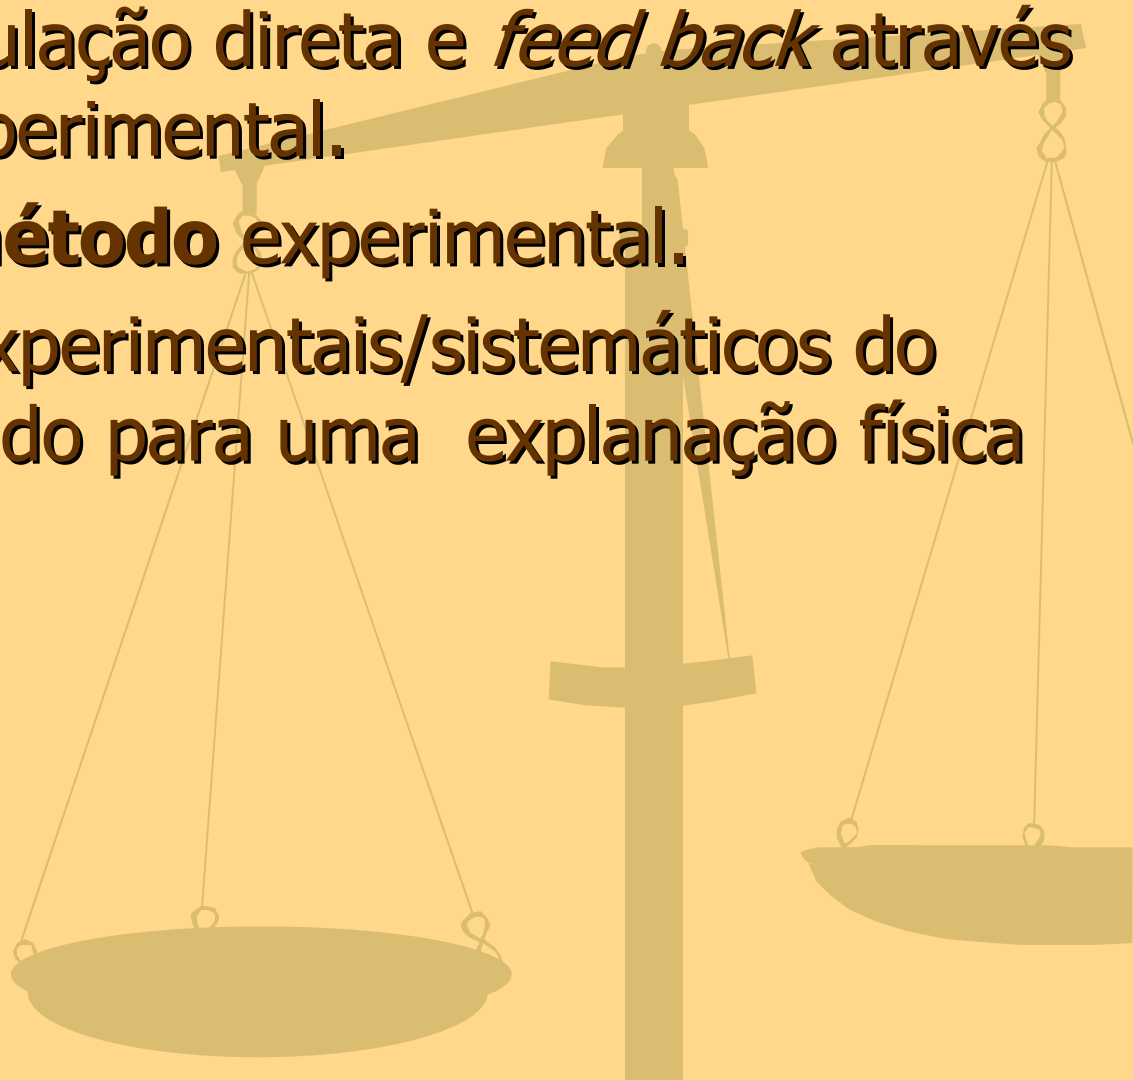 ulação direta e feed back através
perimental.
étodo experimental.
xperimentais/sistemáticos do
do para uma explanação física